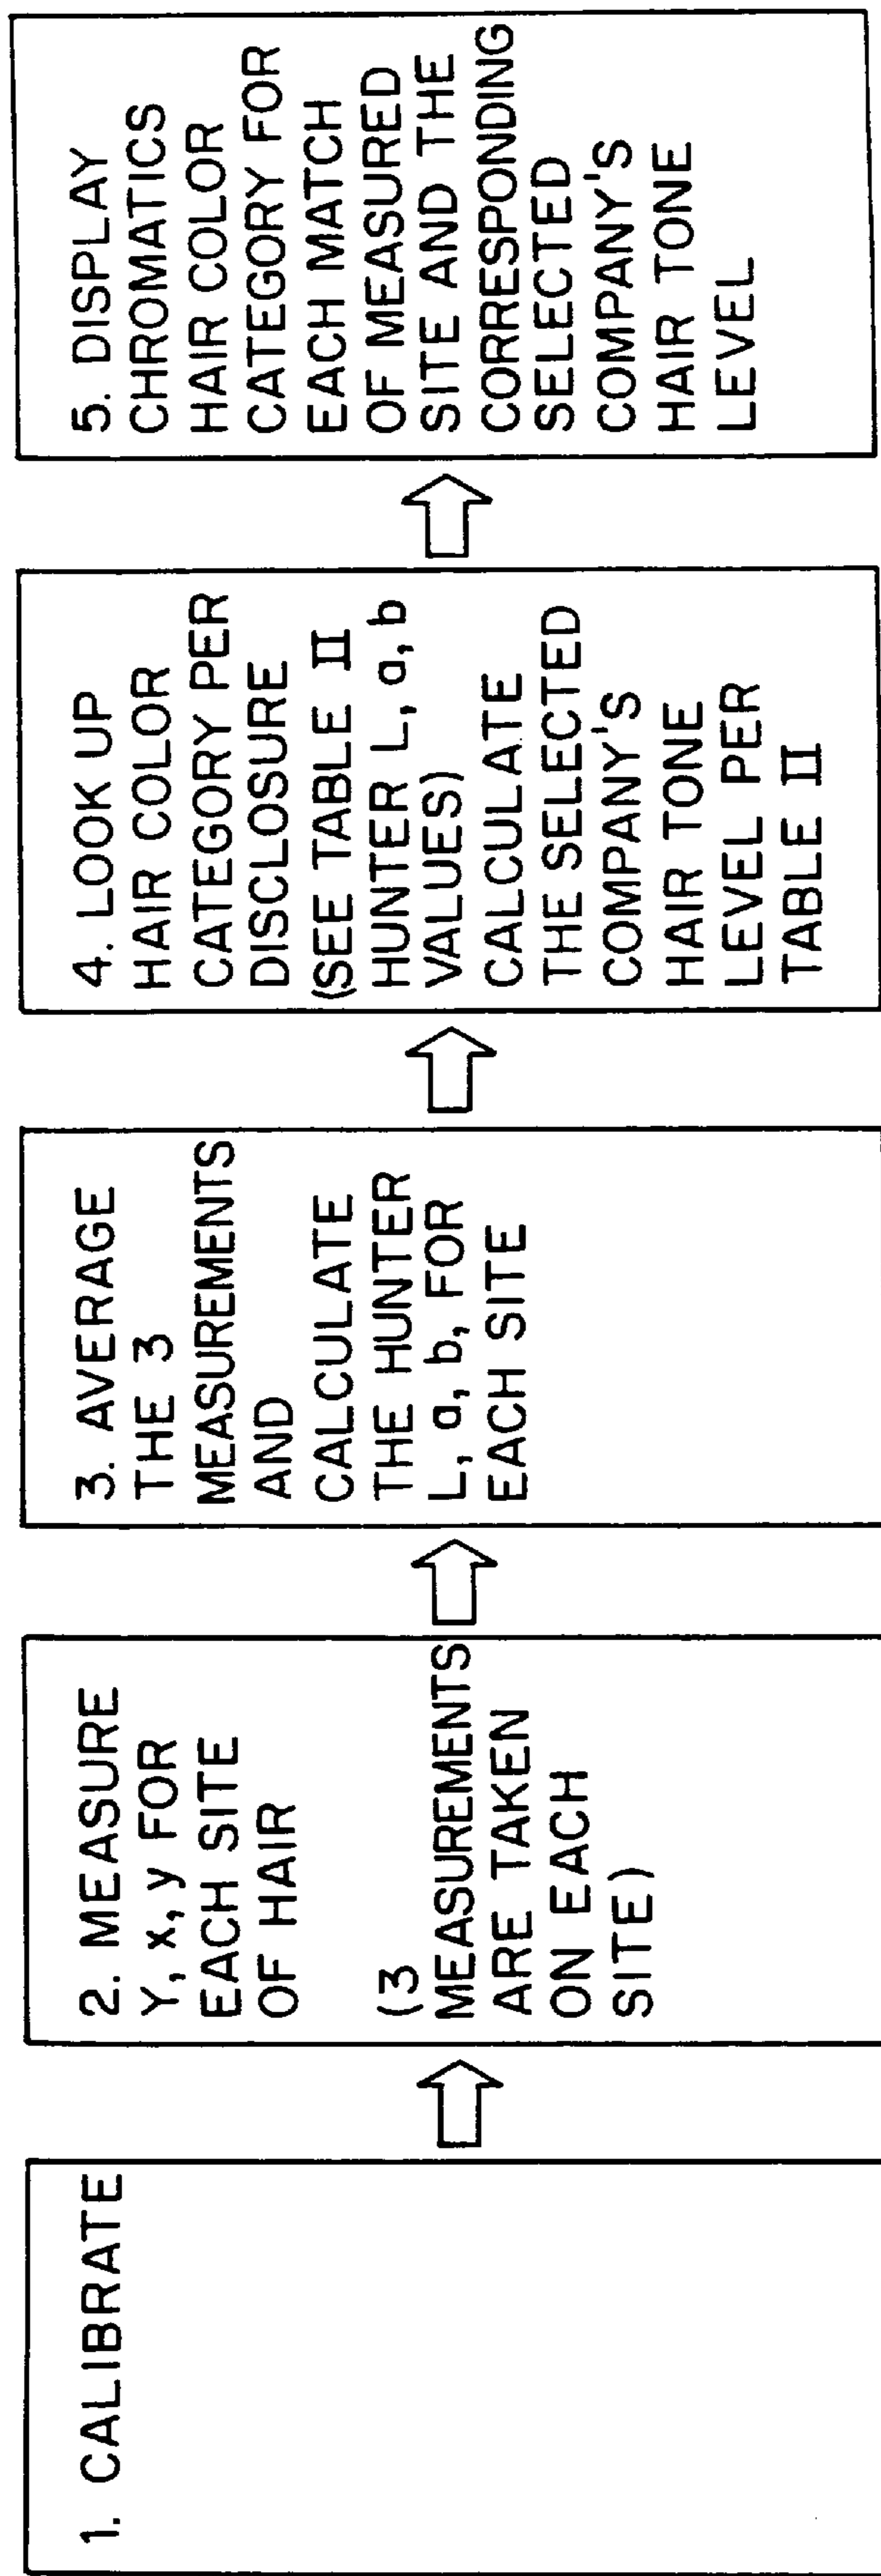 1. CALIBRATE
2. MEASURE
Y, x, y FOR
EACH SITE
OF HAIR
(3
MEASUREMENTS
ARE TAKEN
ON EACH
SITE)
3. AVERAGE
THE 3
MEASUREMENTS
AND
CALCULATE
THE HUNTER
L, a, b, FOR
EACH SITE
4. LOOK UP
HAIR COLOR
CATEGORY PER
DISCLOSURE
(SEE TABLE II
HUNTER L, a, b
VALUES)
CALCULATE
THE SELECTED
COMPANY'S
HAIR TONE
LEVEL PER
TABLE II
5. DISPLAY
CHROMATICS
HAIR COLOR
CATEGORY FOR
EACH MATCH
OF MEASURED
SITE AND THE
CORRESPONDING
SELECTED
COMPANY'S
HAIR TONE
LEVEL